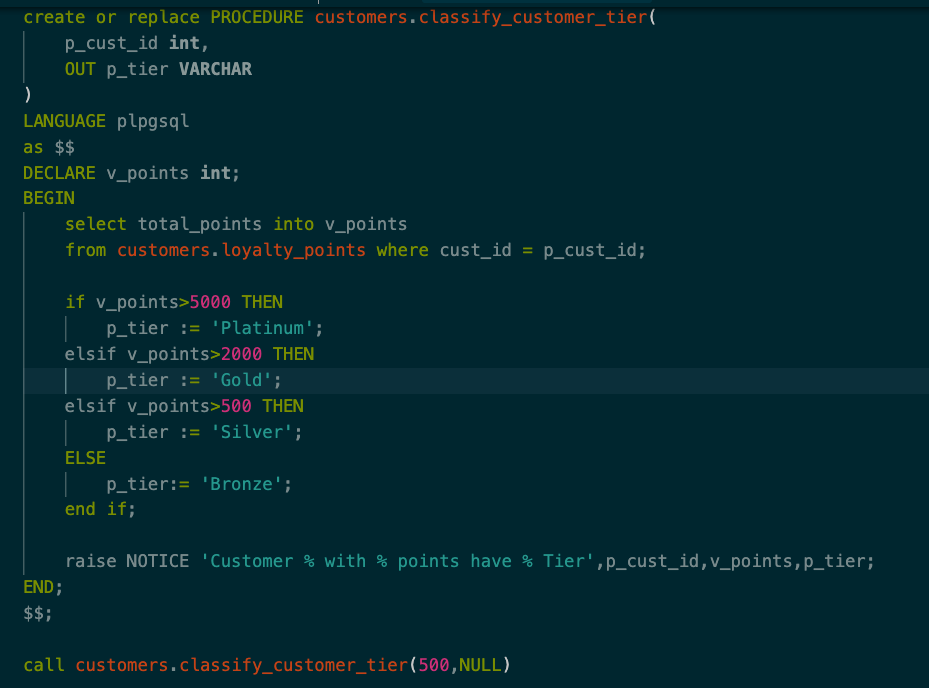 create or replace PROCEDURE customers.classify_customer_tier(
    p_cust_id int,
    OUT p_tier VARCHAR
)
LANGUAGE plpgsql
as $$
DECLARE v_points int;
BEGIN
    select total_points into v_points
    from customers.loyalty_points where cust_id = p_cust_id;

    if v_points>5000 THEN
        p_tier := 'Platinum';
    elsif v_points>2000 THEN
        p_tier := 'Gold';
    elsif v_points>500 THEN
        p_tier := 'Silver';
    ELSE
        p_tier:= 'Bronze';
    end if;

    raise NOTICE 'Customer % with % points have % Tier',p_cust_id,v_points,p_tier;
END;
$$;

call customers.classify_customer_tier(500,NULL)